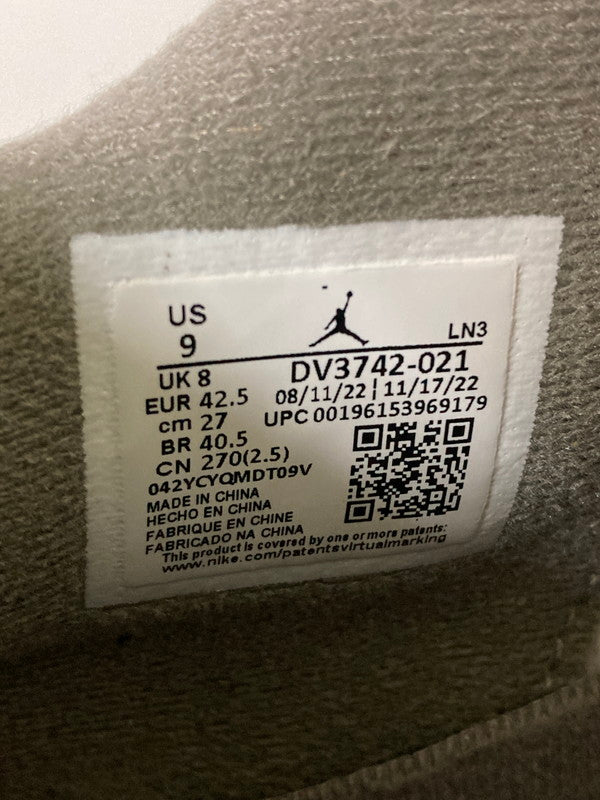 US
9
LN3
UK 8
DV3742-021
EUR 42.5
08/11/22 | 11/17/22
cm 27
UPC 00196153969179
BR 40.5
CN 270(2.5)
042YCYQMDT09V
MADE IN CHINA
HECHO EN CHINA
FABRIQUE EN CHINE
FABRICADO NA CHINA
This product is covered by one or more patents:
www.nike.com/patentsvirtualmarking